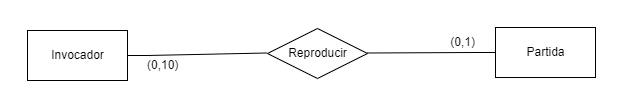 Invocador
(0,10)
Reproducir
(0,1)
Partida